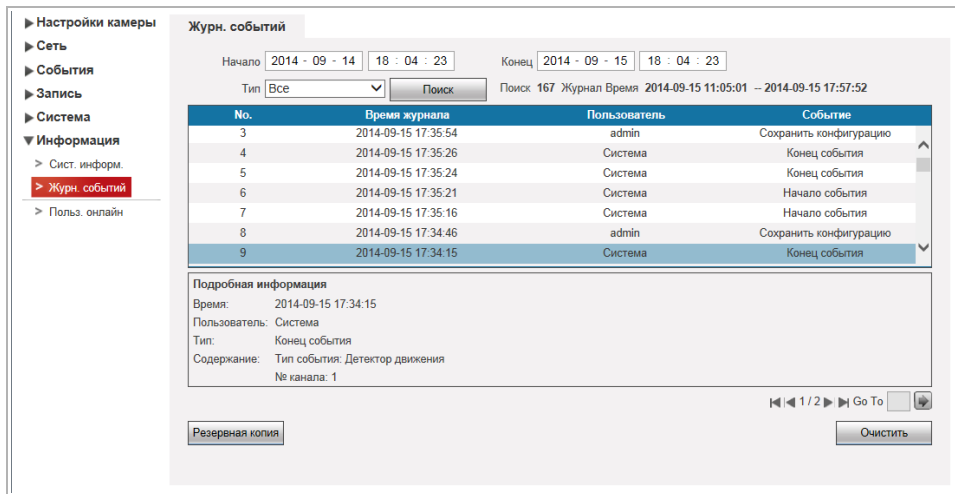 Настройки камеры
Сеть
События
Запись
Система
Информация
> Сист. информ.
> Журн. событий
> Польз. онлайн
Журн. событий
Начало 2014 - 09 - 14 18 : 04 : 23 Конец 2014 - 09 - 15 18 : 04 : 23
Тип Все Поиск Поиск 167 Журнал Время 2014-09-15 11:05:01 -- 2014-09-15 17:57:52
No. Время журнала Пользователь Событие
3 2014-09-15 17:35:54 admin Сохранить конфигурацию
4 2014-09-15 17:35:26 Система Конец события
5 2014-09-15 17:35:24 Система Конец события
6 2014-09-15 17:35:21 Система Начало события
7 2014-09-15 17:35:16 Система Начало события
8 2014-09-15 17:34:46 admin Сохранить конфигурацию
9 2014-09-15 17:34:15 Система Конец события
Подробная информация
Время: 2014-09-15 17:34:15
Пользователь: Система
Тип: Конец события
Содержание: Тип события: Детектор движения
№ канала: 1
1 / 2 Go To
Резервная копия Очистить